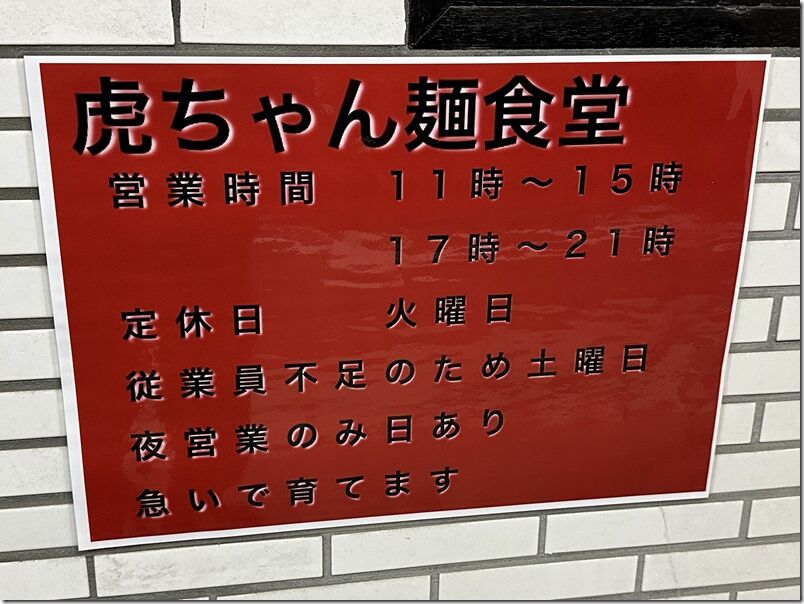 虎ちゃん麺食堂
営業時間　11時～15時
17時～21時
定休日　火曜日
従業員不足のため土曜日
夜営業のみ日あり
急いで育てます